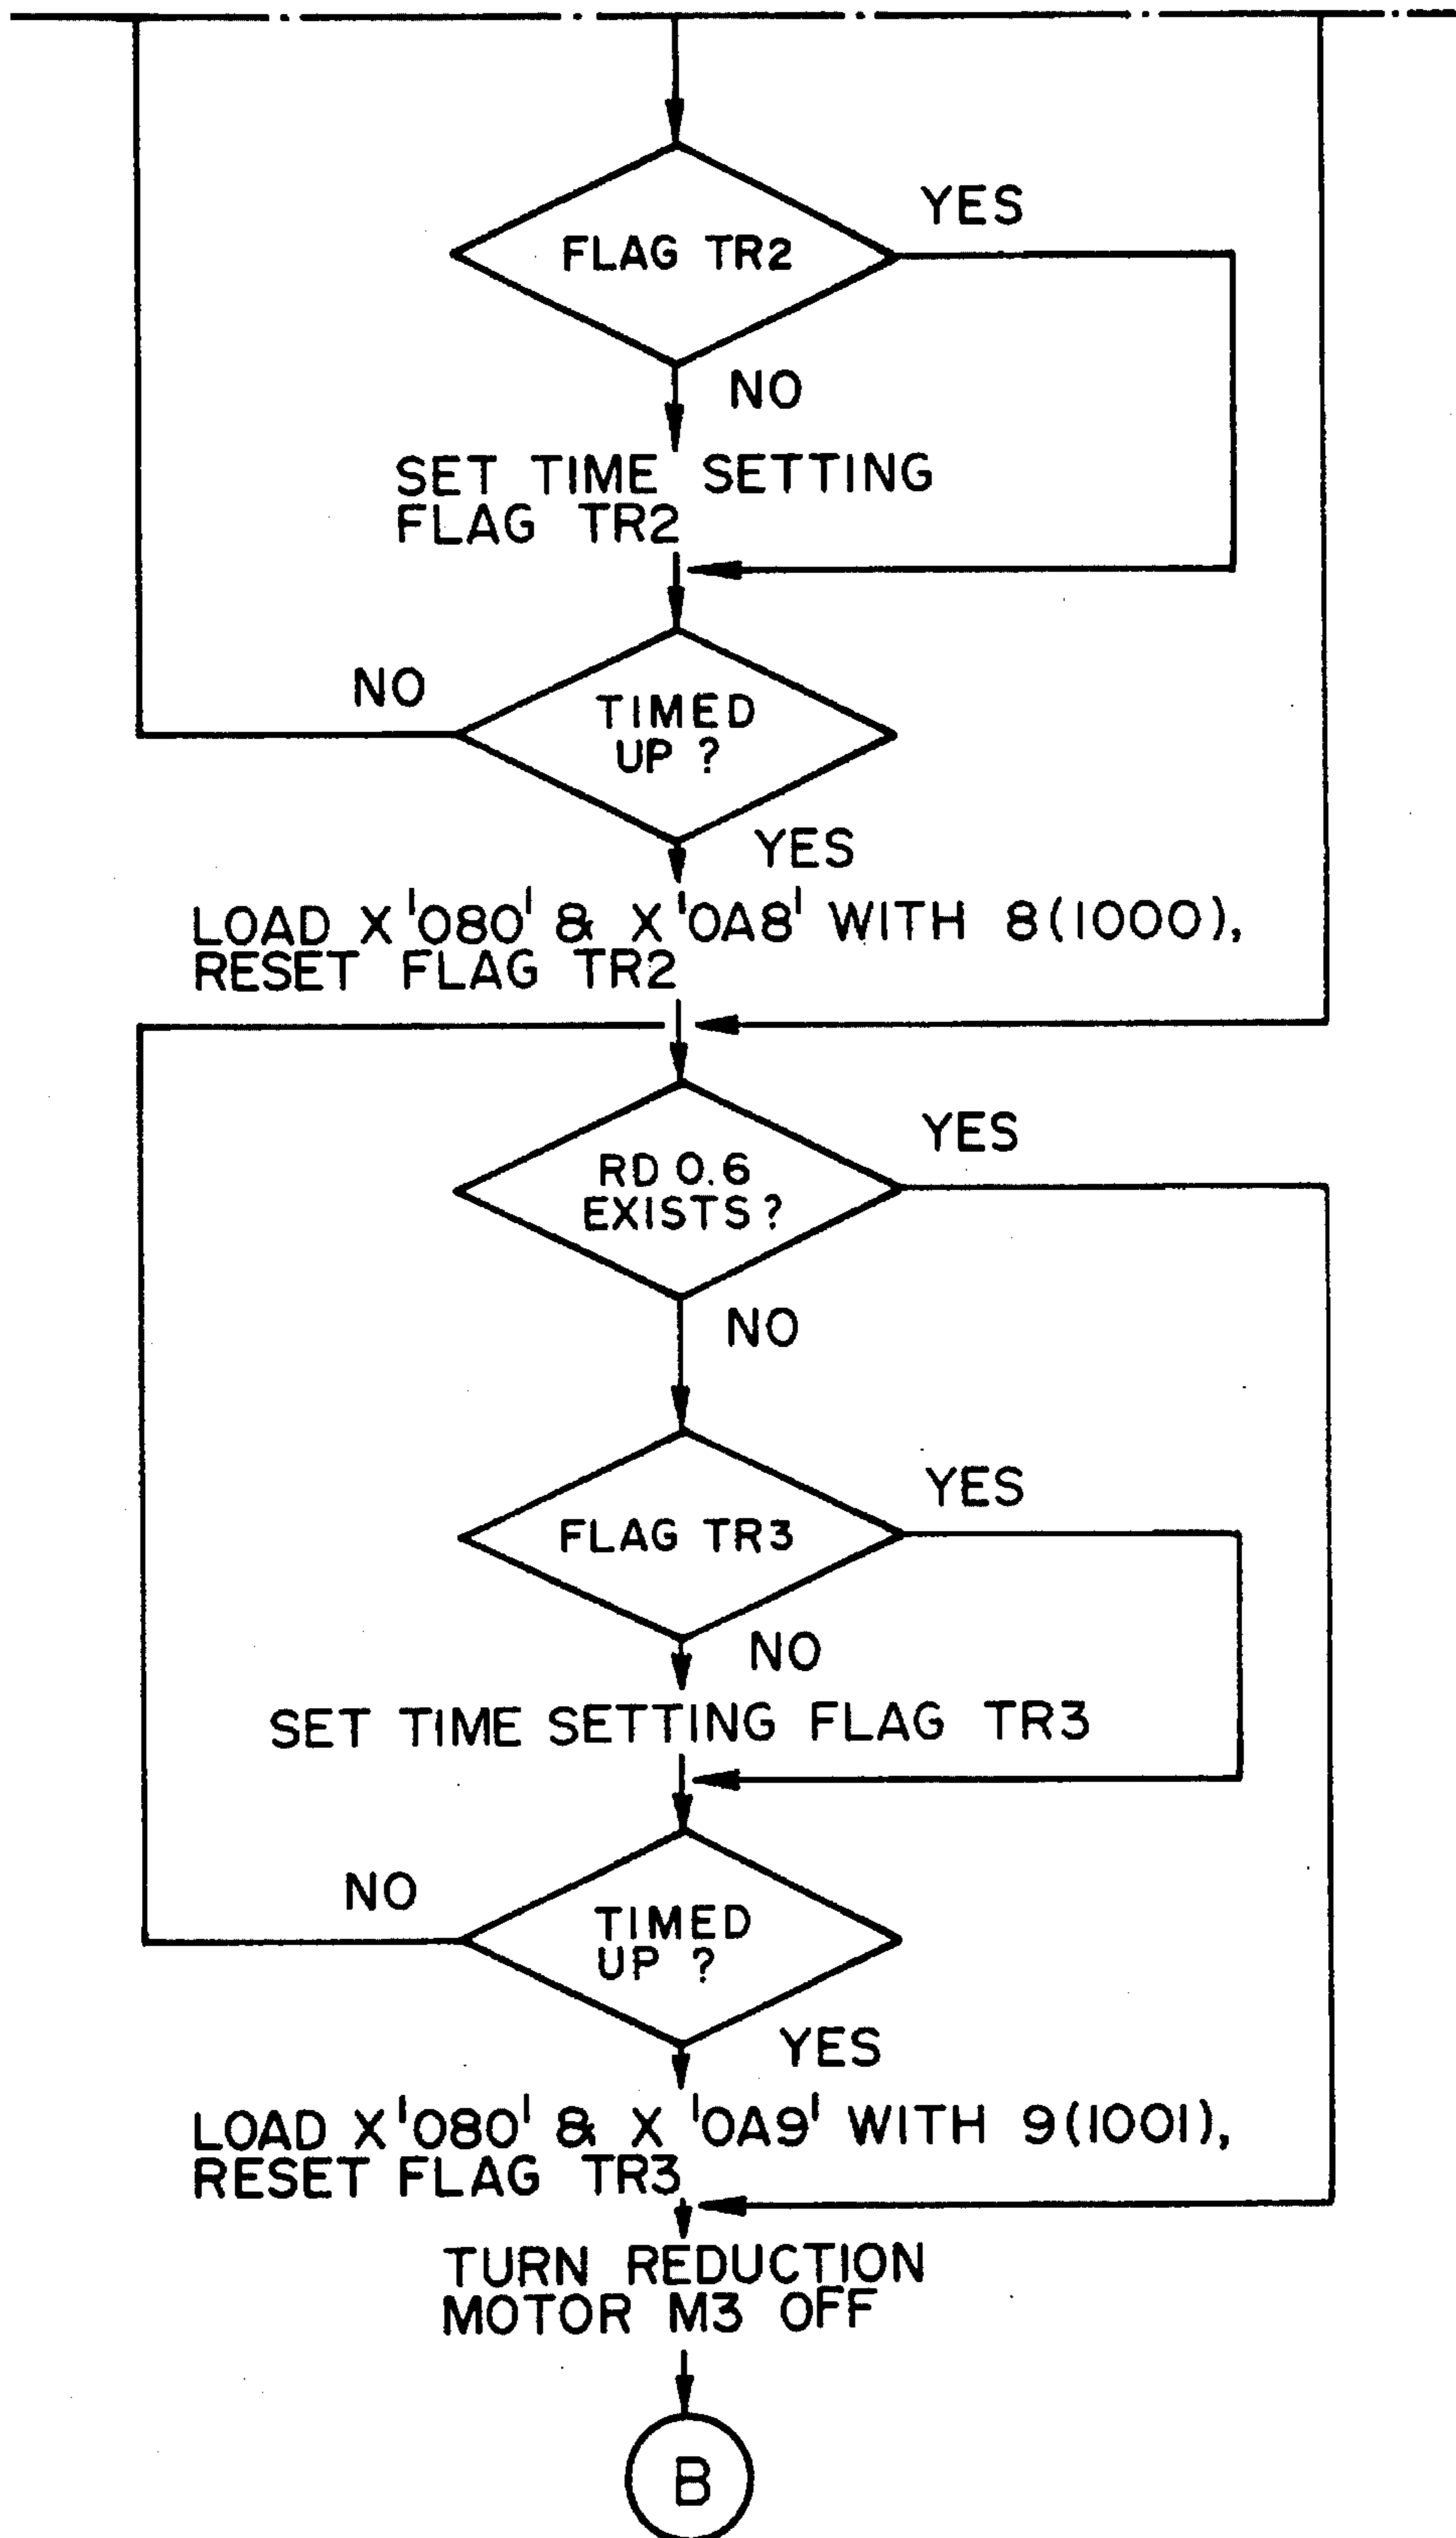 YES
FLAG TR2
NO
SET TIME SETTING
FLAG TR2
NO
TIMED
UP ?
YES
LOAD X'080' & X'0A8' WITH 8(1000),
RESET FLAG TR2
YES
RD 0.6
EXISTS ?
NO
YES
FLAG TR3
NO
SET TIME SETTING FLAG TR3
NO
TIMED
UP ?
YES
LOAD X'080' & X '0A9' WITH 9(1001),
RESET FLAG TR3
TURN REDUCTION
MOTOR M3 OFF
B